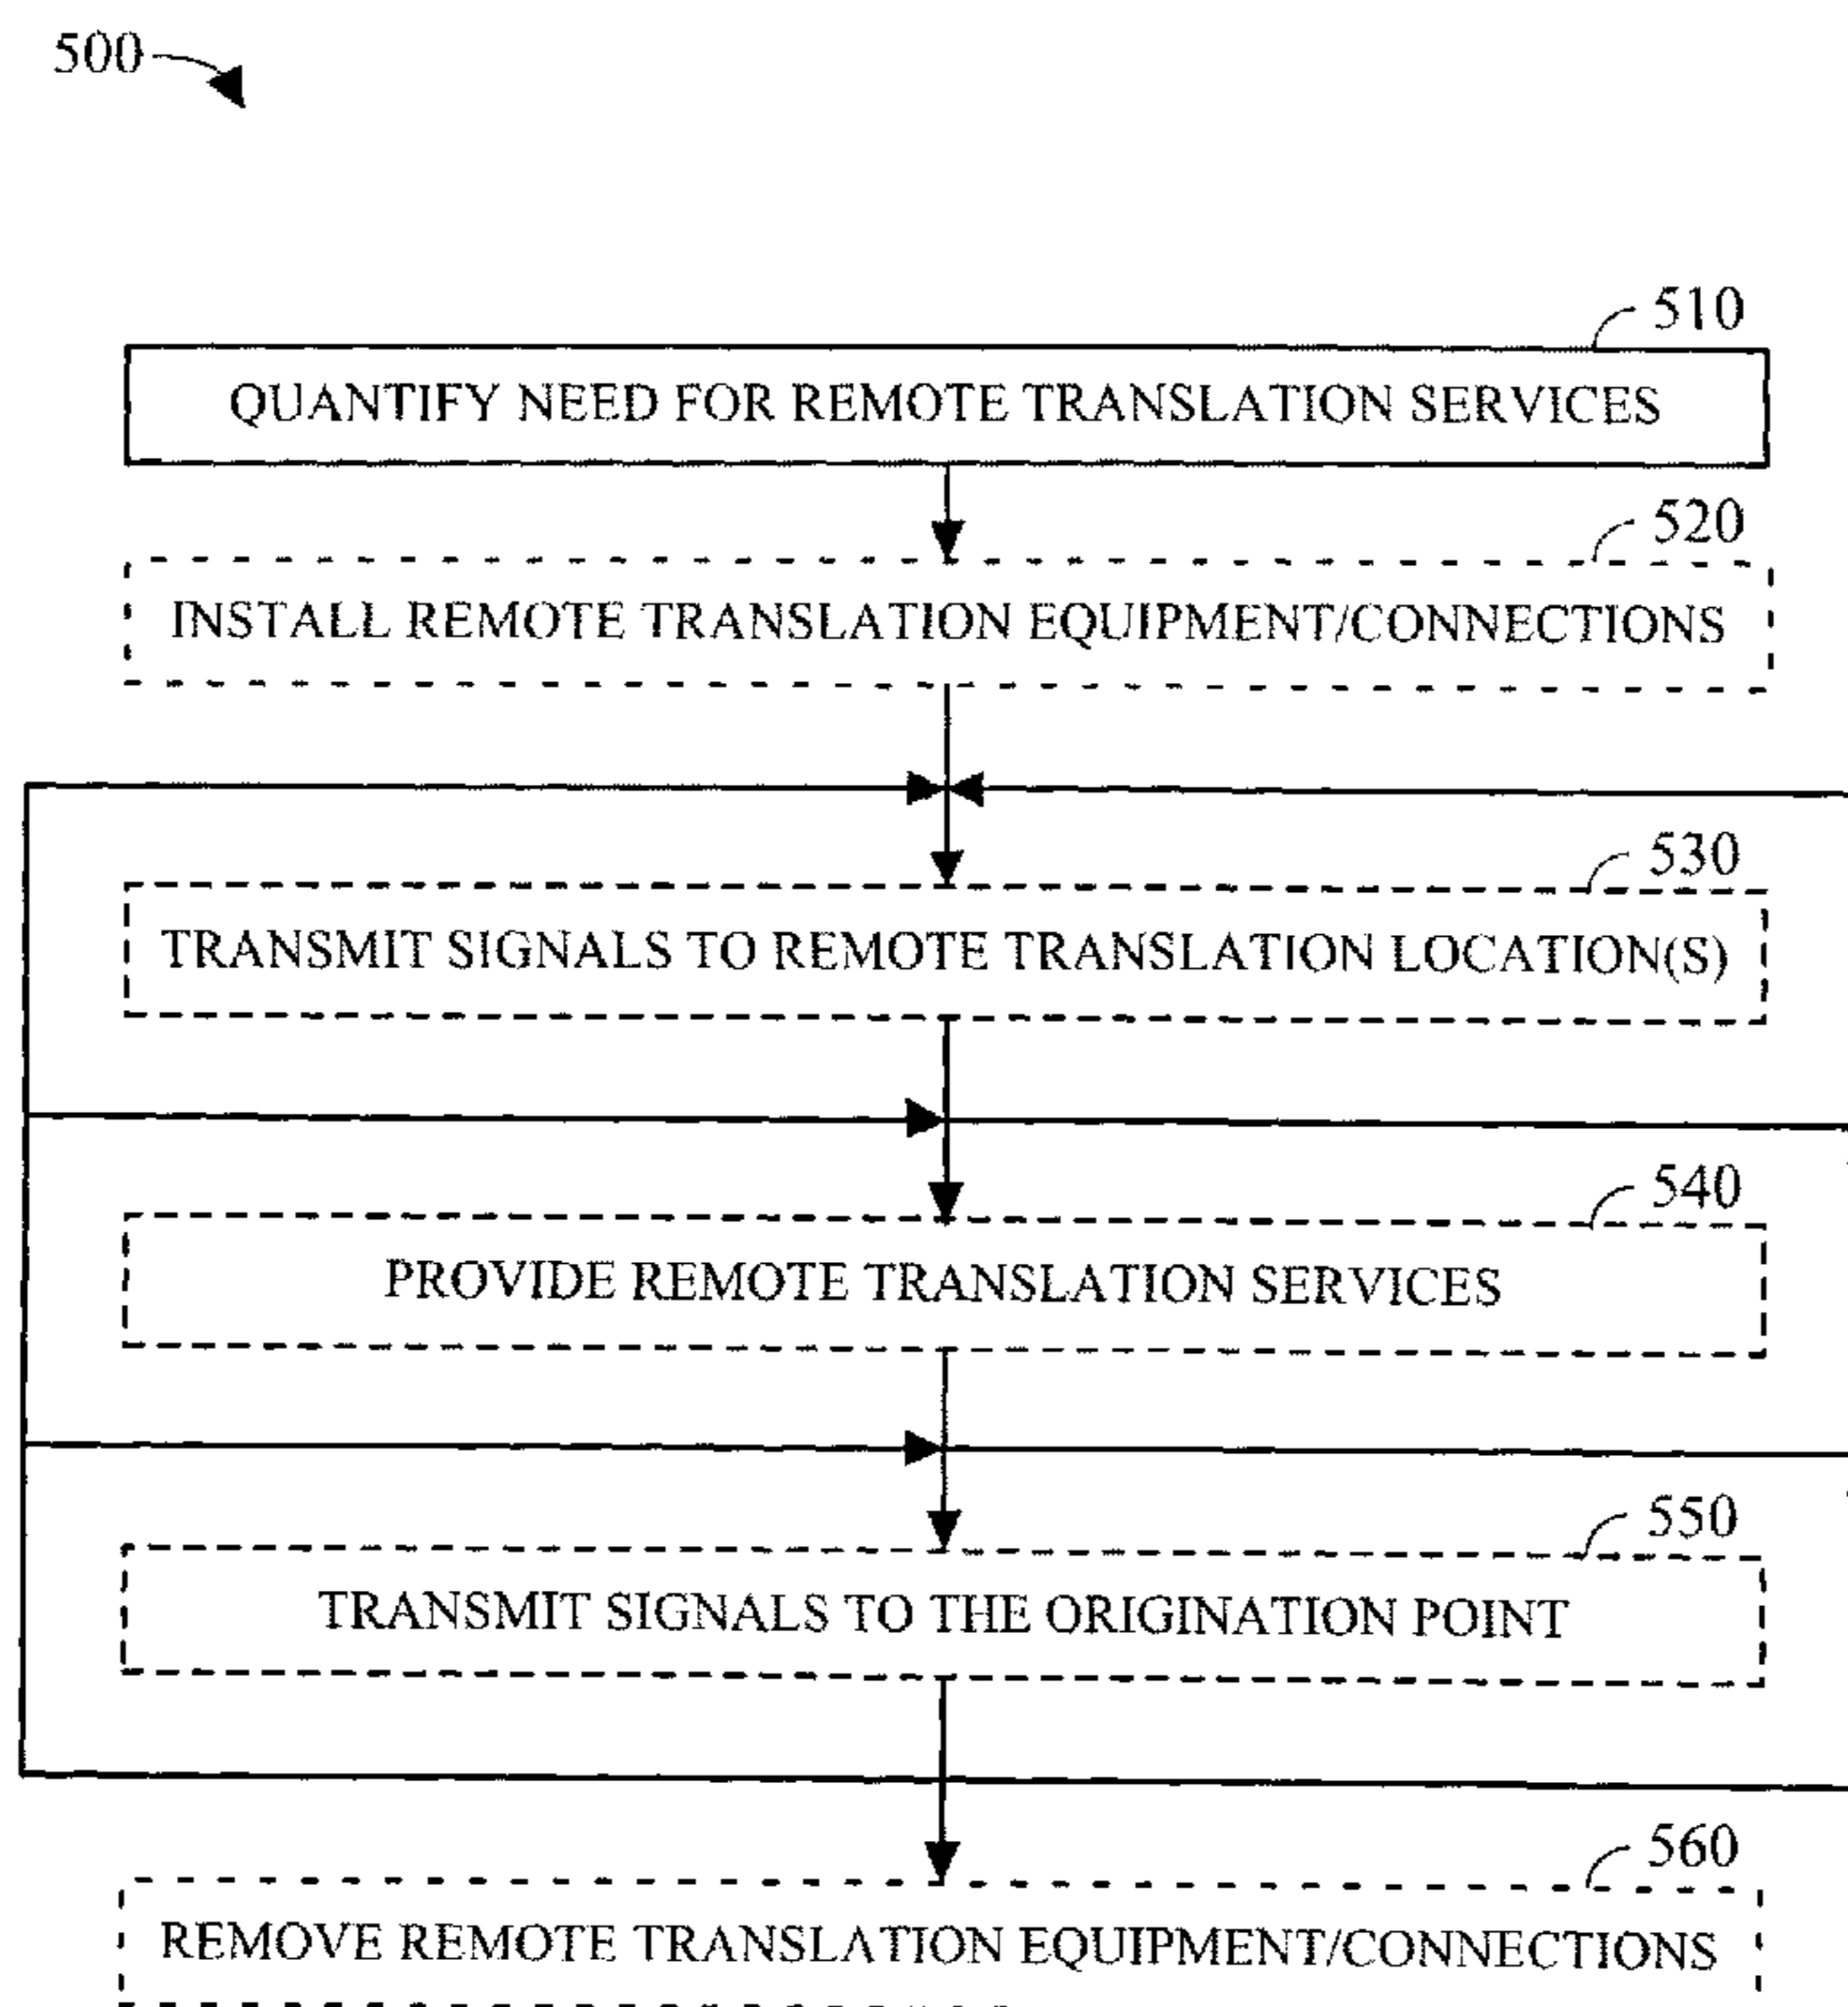 500
510
QUANTIFY NEED FOR REMOTE TRANSLATION SERVICES
520
INSTALL REMOTE TRANSLATION EQUIPMENT/CONNECTIONS
530
TRANSMIT SIGNALS TO REMOTE TRANSLATION LOCATION(S)
540
PROVIDE REMOTE TRANSLATION SERVICES
550
TRANSMIT SIGNALS TO THE ORIGINATION POINT
560
REMOVE REMOTE TRANSLATION EQUIPMENT/CONNECTIONS